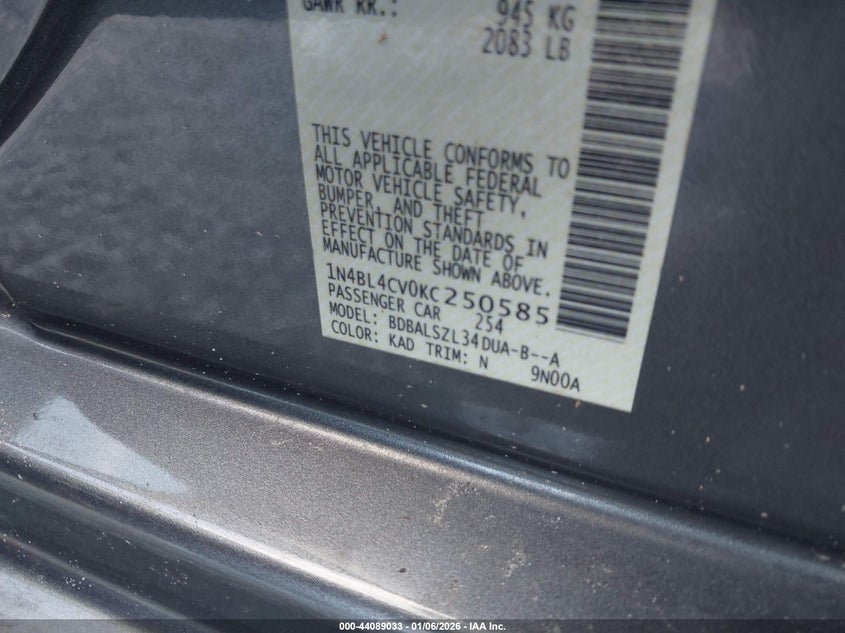 GAWR RR.: 945 KG
2083 LB
THIS VEHICLE CONFORMS TO
ALL APPLICABLE FEDERAL
MOTOR VEHICLE SAFETY,
BUMPER, AND THEFT
PREVENTION STANDARDS IN
EFFECT ON THE DATE OF
MANUFACTURE SHOWN ABOVE.
1N4BL4CV0KC250585
PASSENGER CAR 254
MODEL: BDBALSZL34DUA-B--A
COLOR: KAD TRIM: N 9N00A
000-44089033 - 01/06/2026 - IAA Inc.